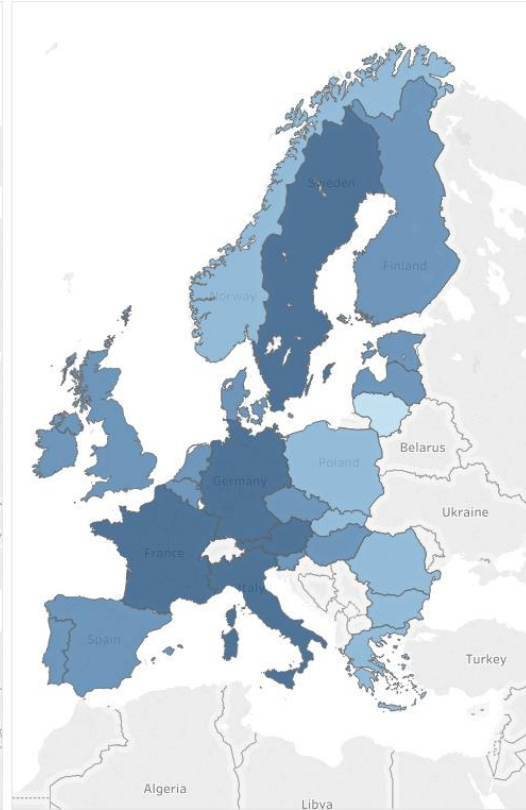 Sweden
Finland
Norway
Belarus
Poland
Germany
Ukraine
France
Italy
Spain
Turkey
Algeria
Libya